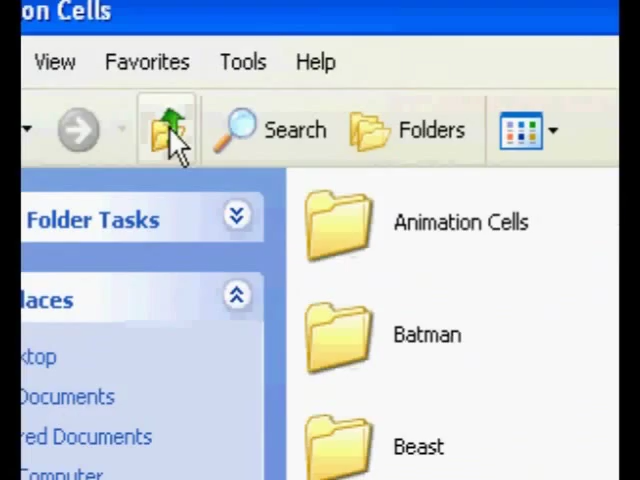 on Cells
View Favorites Tools Help
Search Folders
Folder Tasks
Animation Cells
laces
Batman
ktop
Documents
red Documents
Beast
Computer